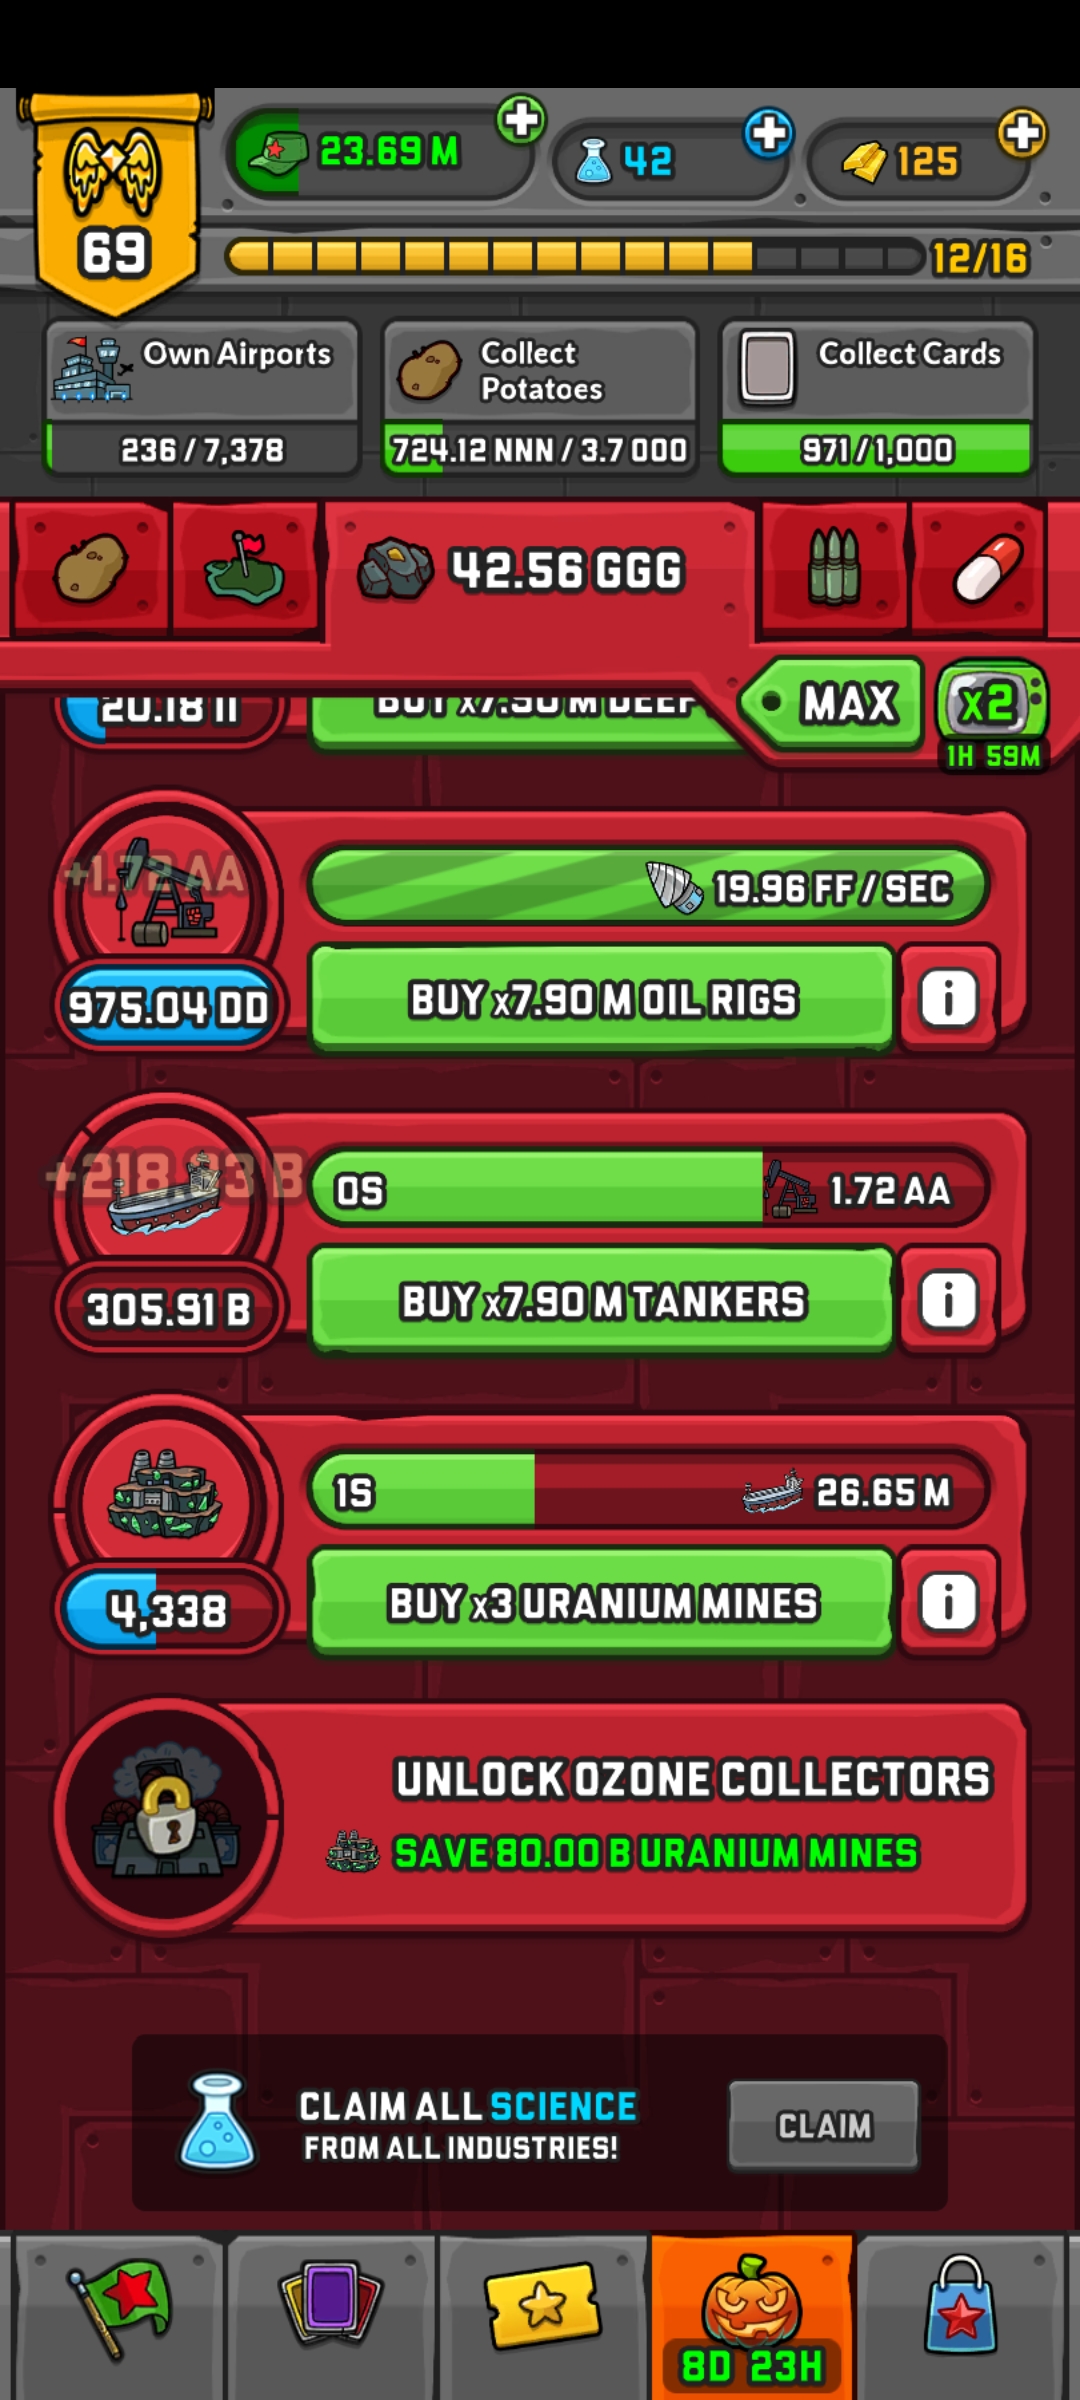 23.69 M
42
125
69
12/16
Own Airports
236 / 7,378
Collect
Potatoes
724.12 NNN / 3.7 OOO
Collect Cards
971 / 1,000
42.56 GGG
MAX
x2
1H 59M
20.18 II
BUY x7.90 M DEEP
+1.72 AA
19.96 FF / SEC
975.04 DD
BUY x7.90 M OIL RIGS
i
+218.93 B
0S
1.72 AA
305.91 B
BUY x7.90 M TANKERS
i
1S
26.65 M
4,338
BUY x3 URANIUM MINES
i
UNLOCK OZONE COLLECTORS
SAVE 80.00 B URANIUM MINES
CLAIM ALL SCIENCE
FROM ALL INDUSTRIES!
CLAIM
8D 23H